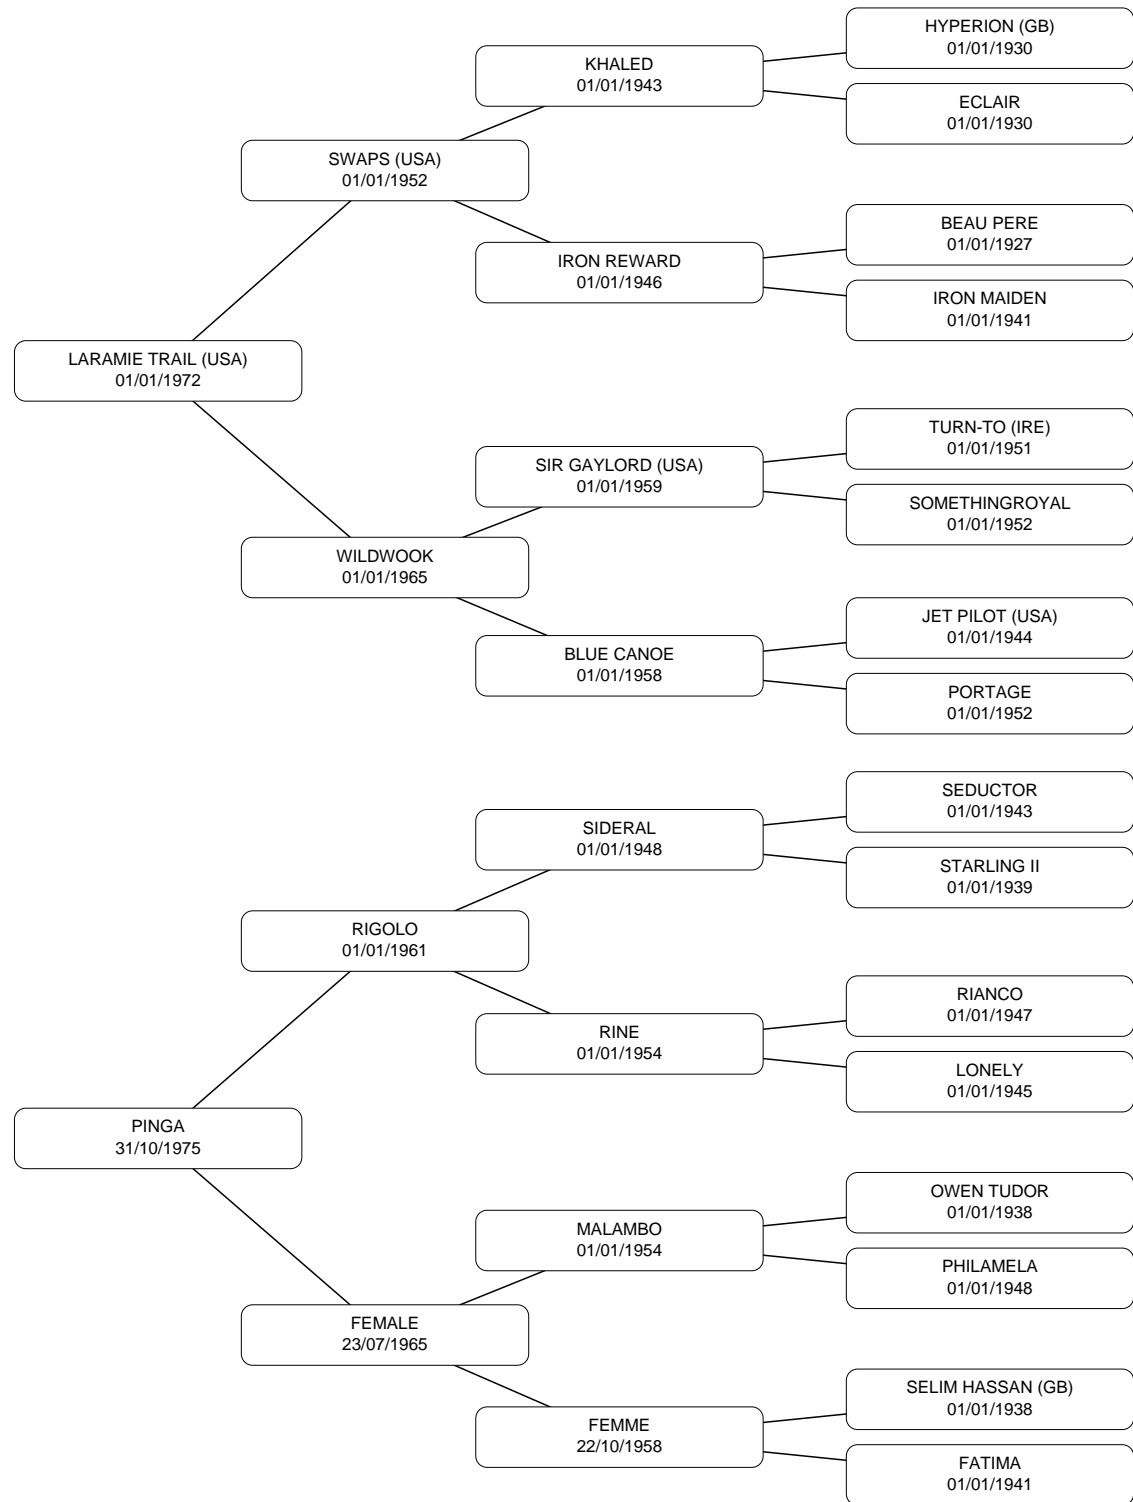 HYPERION (GB)
01/01/1930
KHALED
01/01/1943
ECLAIR
01/01/1930
SWAPS (USA)
01/01/1952
BEAU PERE
01/01/1927
IRON REWARD
01/01/1946
IRON MAIDEN
01/01/1941
LARAMIE TRAIL (USA)
01/01/1972
TURN-TO (IRE)
01/01/1951
SIR GAYLORD (USA)
01/01/1959
SOMETHINGROYAL
01/01/1952
WILDWOOK
01/01/1965
JET PILOT (USA)
01/01/1944
BLUE CANOE
01/01/1958
PORTAGE
01/01/1952
SEDUCTOR
01/01/1943
SIDERAL
01/01/1948
STARLING II
01/01/1939
RIGOLO
01/01/1961
RIANCO
01/01/1947
RINE
01/01/1954
LONELY
01/01/1945
PINGA
31/10/1975
OWEN TUDOR
01/01/1938
MALAMBO
01/01/1954
PHILAMELA
01/01/1948
FEMALE
23/07/1965
SELIM HASSAN (GB)
01/01/1938
FEMME
22/10/1958
FATIMA
01/01/1941